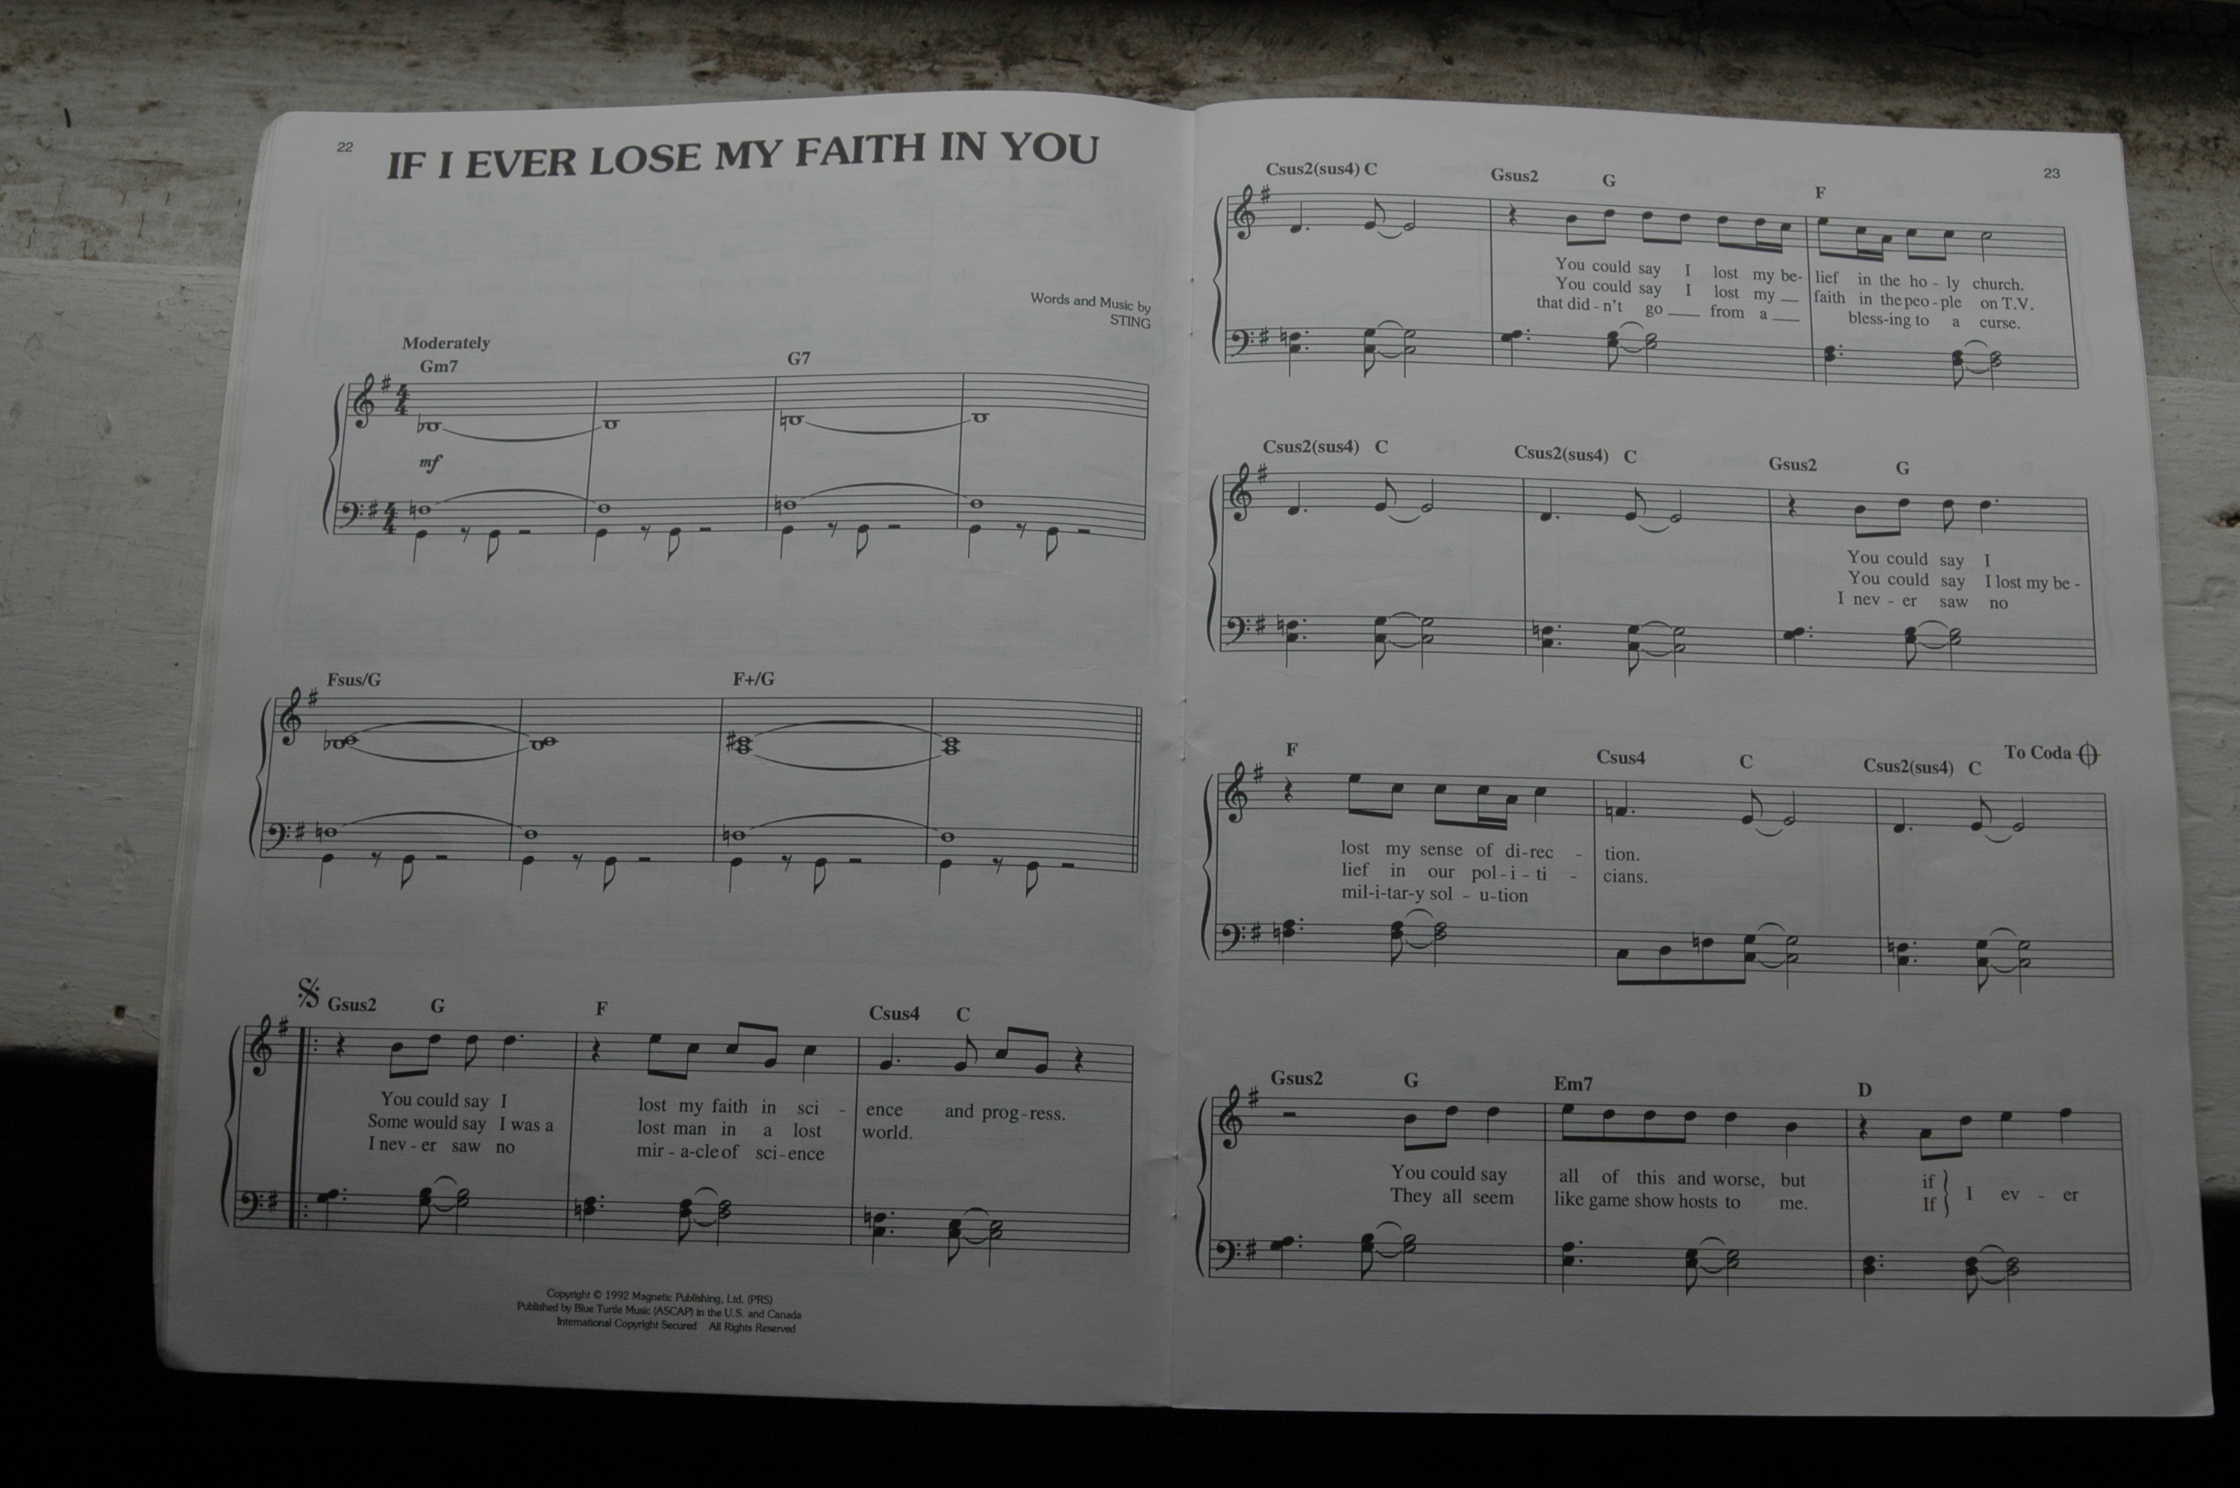 22
IF I EVER LOSE MY FAITH IN YOU
Words and Music by
STING
Moderately
Gm7 G7
mf
Fsus/G F+/G
Gsus2 G F Csus4 C
You could say I lost my faith in sci - ence and prog - ress.
Some would say I was a lost man in a lost world.
I nev - er saw no mir - a - cle of sci - ence
Copyright © 1992 Magnetic Publishing, Ltd. (PRS)
Published by Blue Turtle Music (ASCAP) in the U.S. and Canada
International Copyright Secured All Rights Reserved
23
Csus2(sus4) C Gsus2 G F
You could say I lost my be- lief in the ho - ly church.
You could say I lost my __ faith in the peo - ple on T.V.
that did - n't go __ from a __ bless-ing to a curse.
Csus2(sus4) C Csus2(sus4) C Gsus2 G
You could say I
You could say I lost my be -
I nev - er saw no
F Csus4 C Csus2(sus4) C To Coda
lost my sense of di-rec - tion.
lief in our pol-i-ti - cians.
mil-i-tar-y sol - u-tion
Gsus2 G Em7 D
You could say all of this and worse, but if } I ev - er
They all seem like game show hosts to me. If }